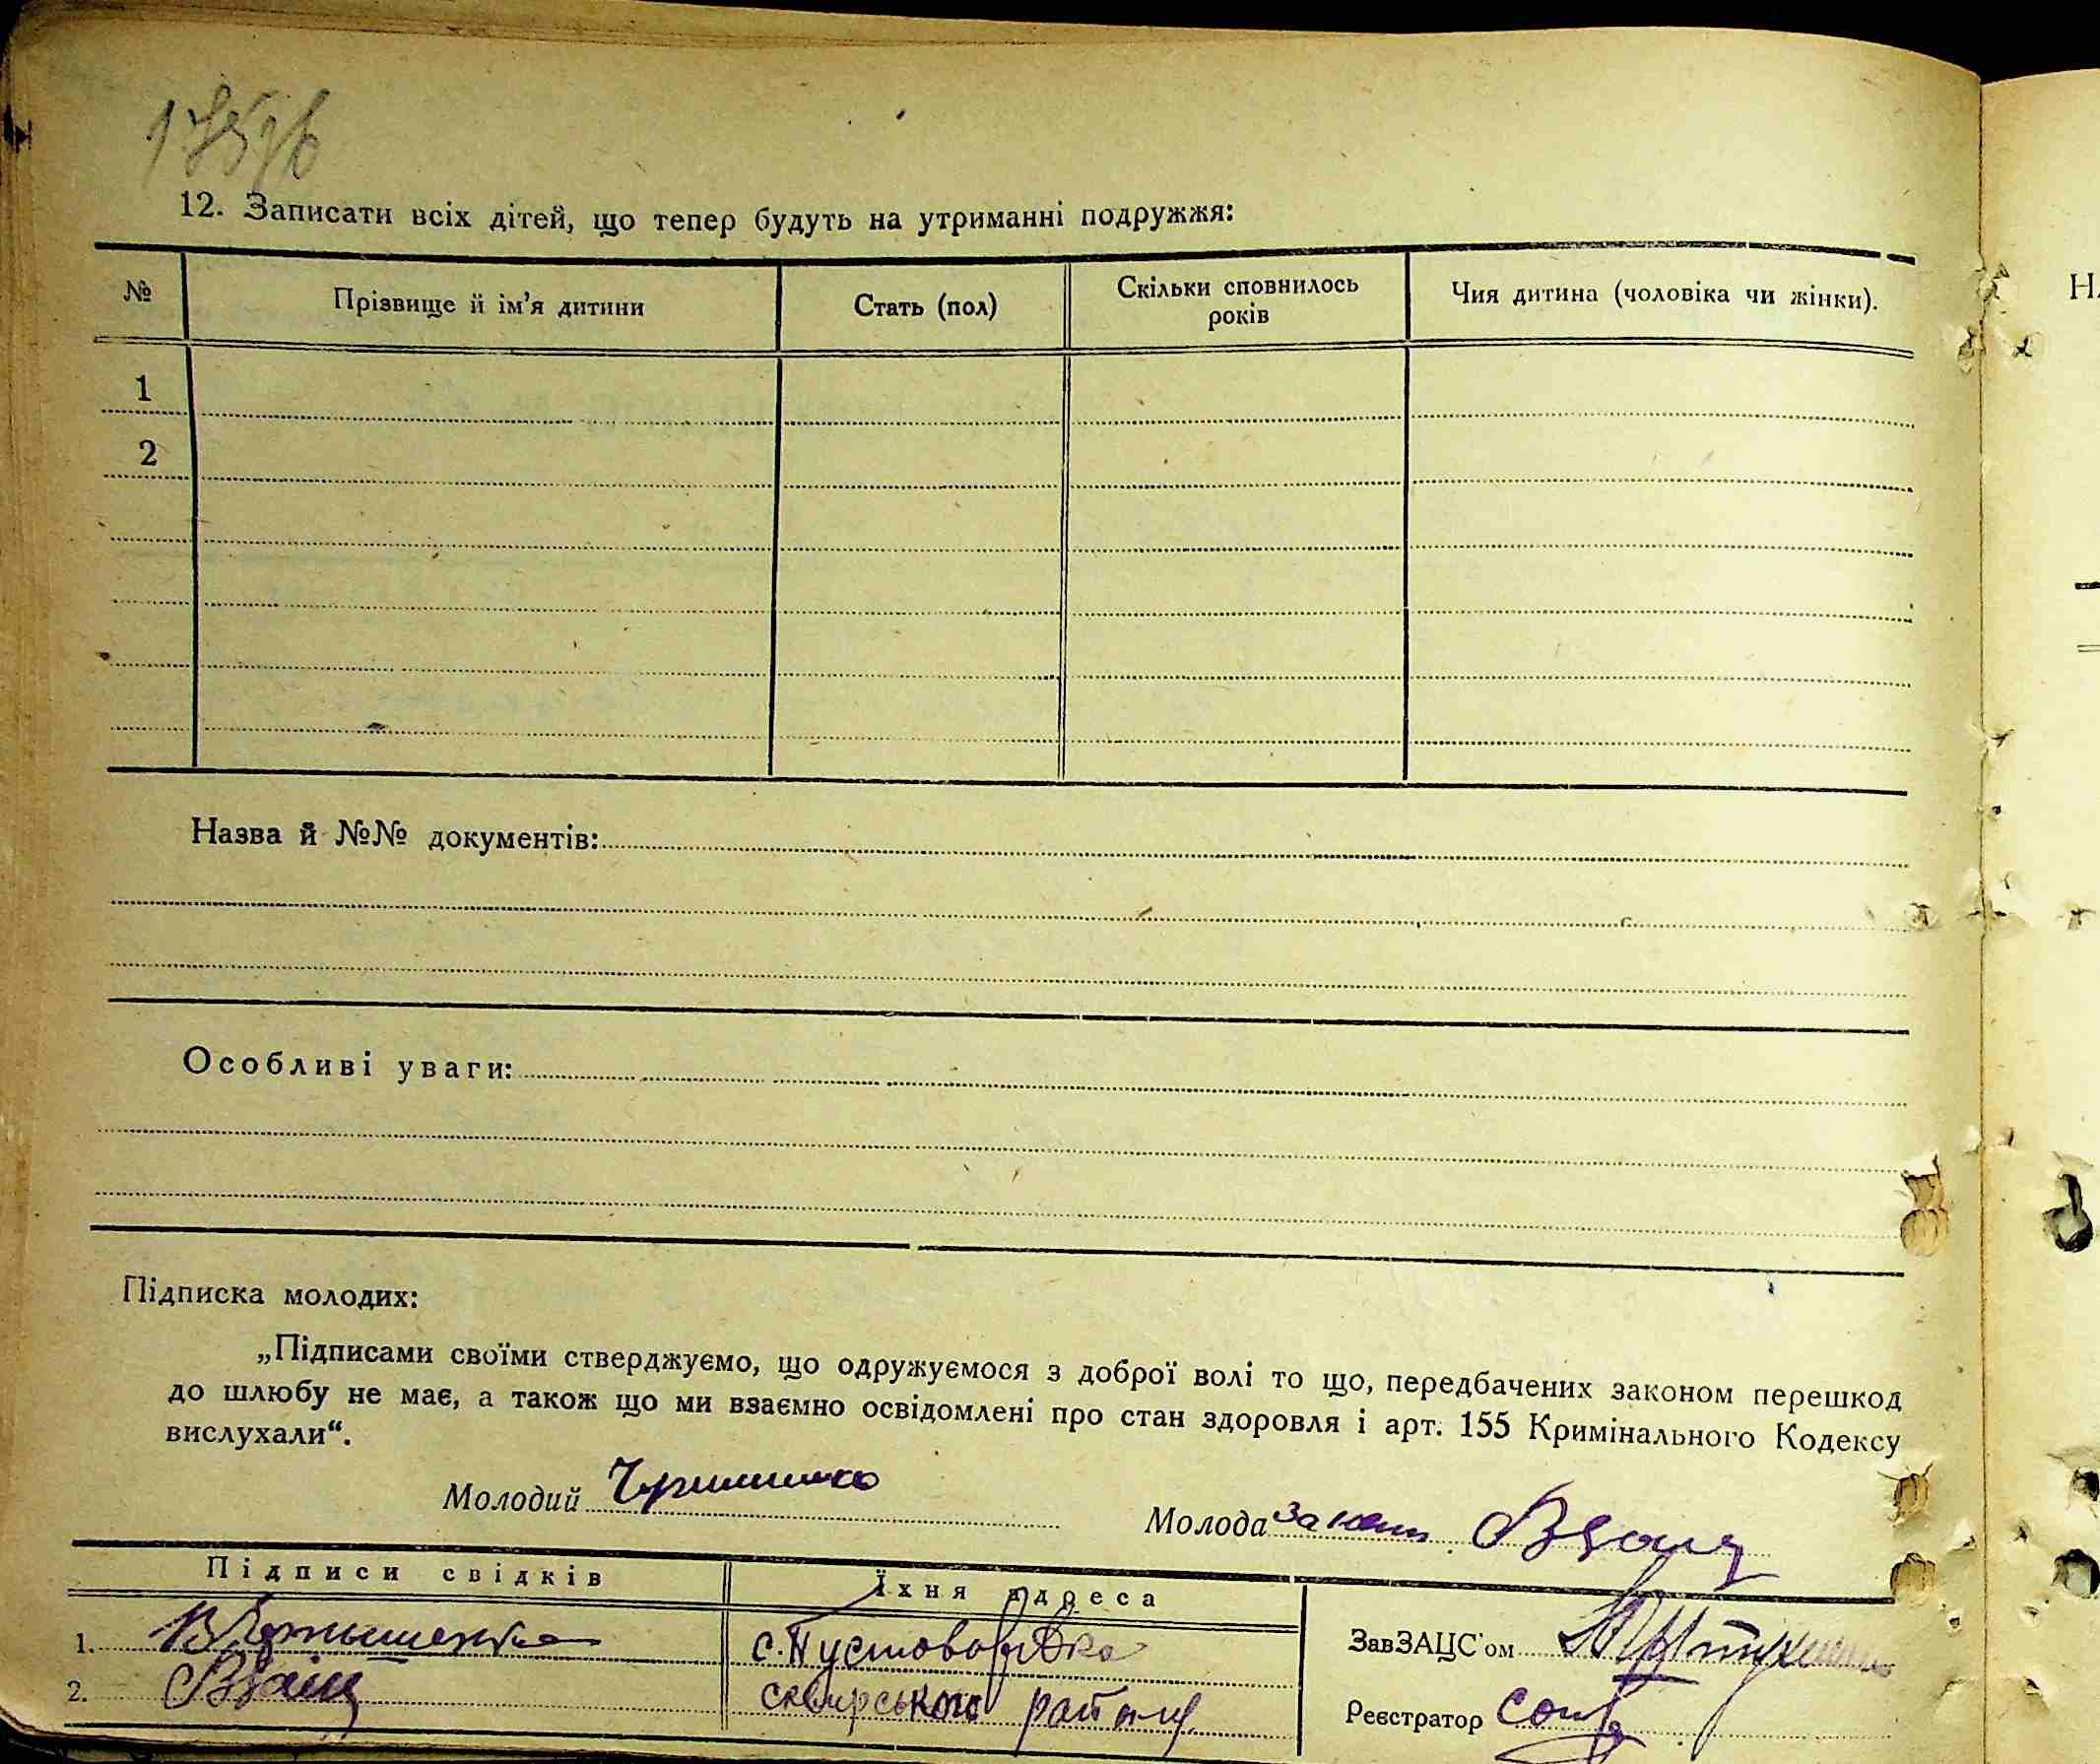 12. Записати всіх дітей, що тепер будуть на утриманні подружжя:
№ Прізвище й ім’я дитини Стать (пол) Скільки сповнилось років Чия дитина (чоловіка чи жінки).
1
2
Назва й №№ документів:
Особливі уваги:
Підписка молодих:
„Підписами своїми стверджуємо, що одружуємося з доброї волі то що, передбачених законом перешкод
до шлюбу не має, а також що ми взаємно освідомлені про стан здоровля і арт. 155 Кримінального Кодексу
вислухали“.
Молодий
Молода за
Підписи свідків Їхня адреса
1. с. Пустоварівка ЗавЗАЦС’ом
2. сквирського району Реєстратор